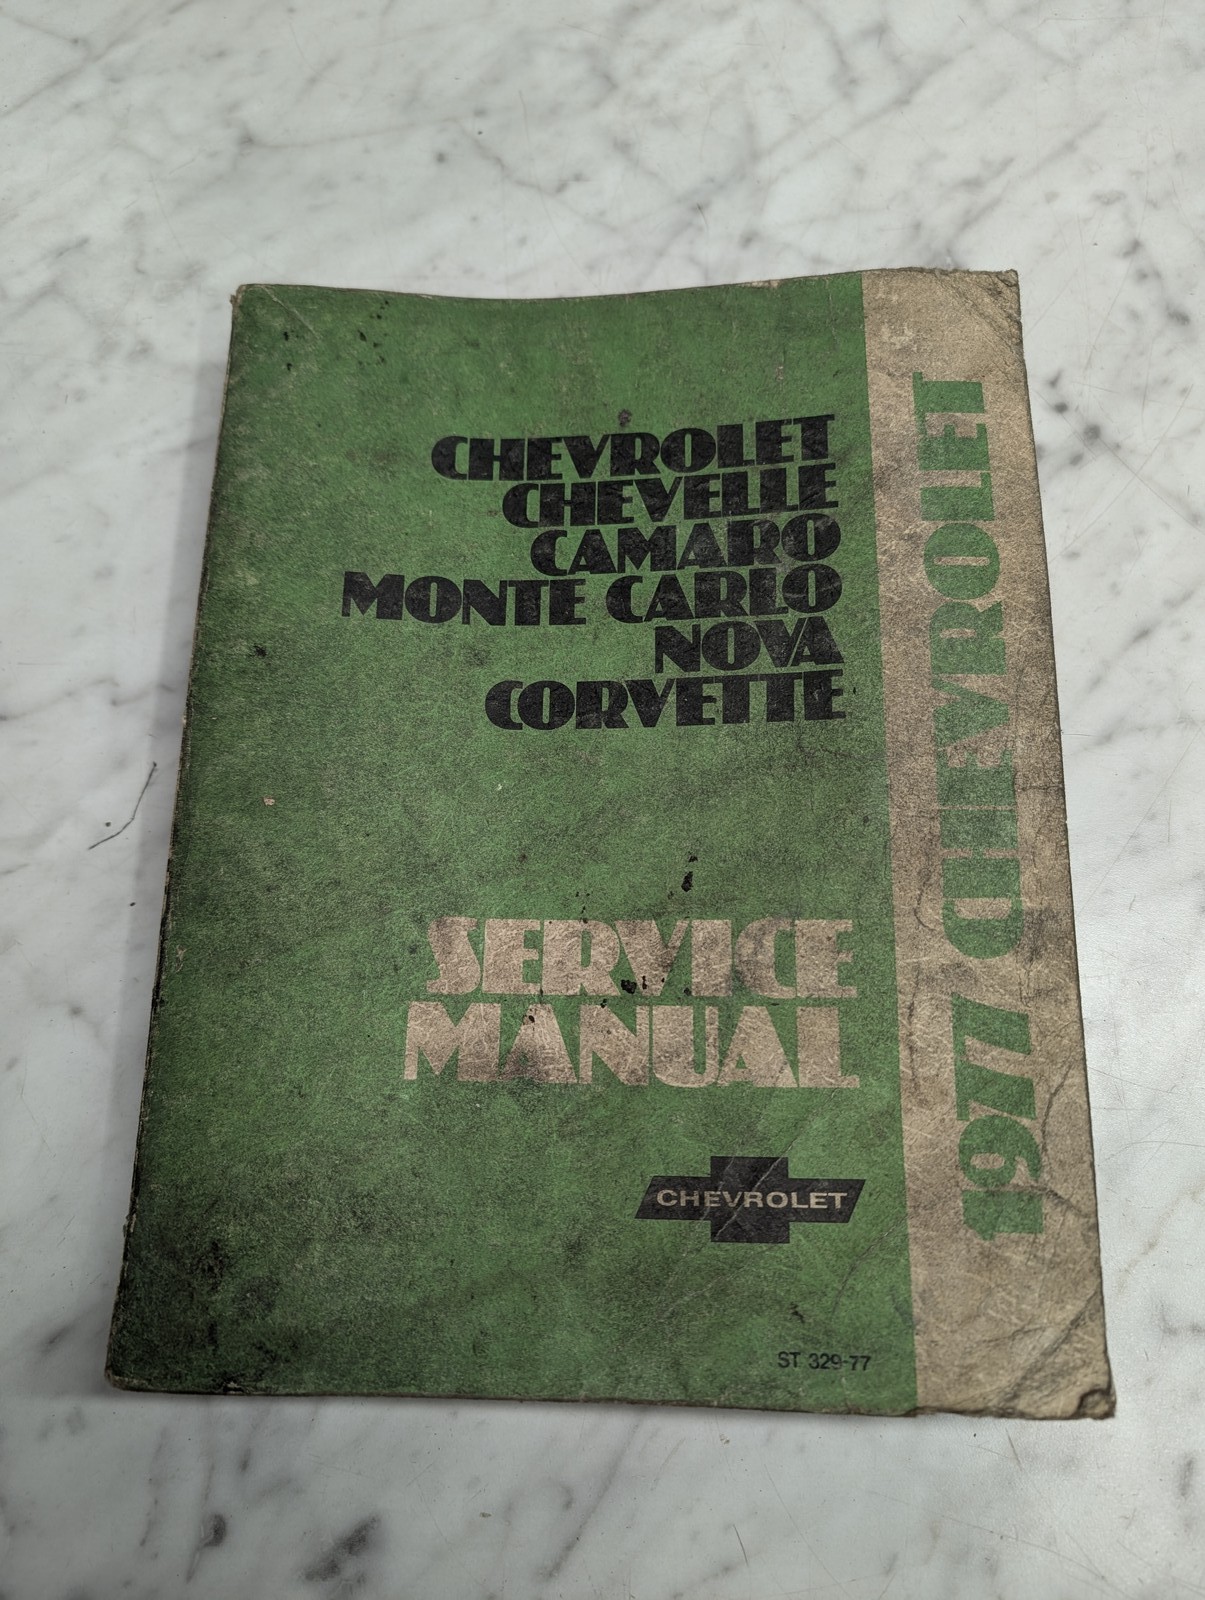 CHEVROLET
CHEVELLE
CAMARO
MONTE CARLO
NOVA
CORVETTE
SERVICE
MANUAL
CHEVROLET
ST 329-77
1977 CHEVROLET